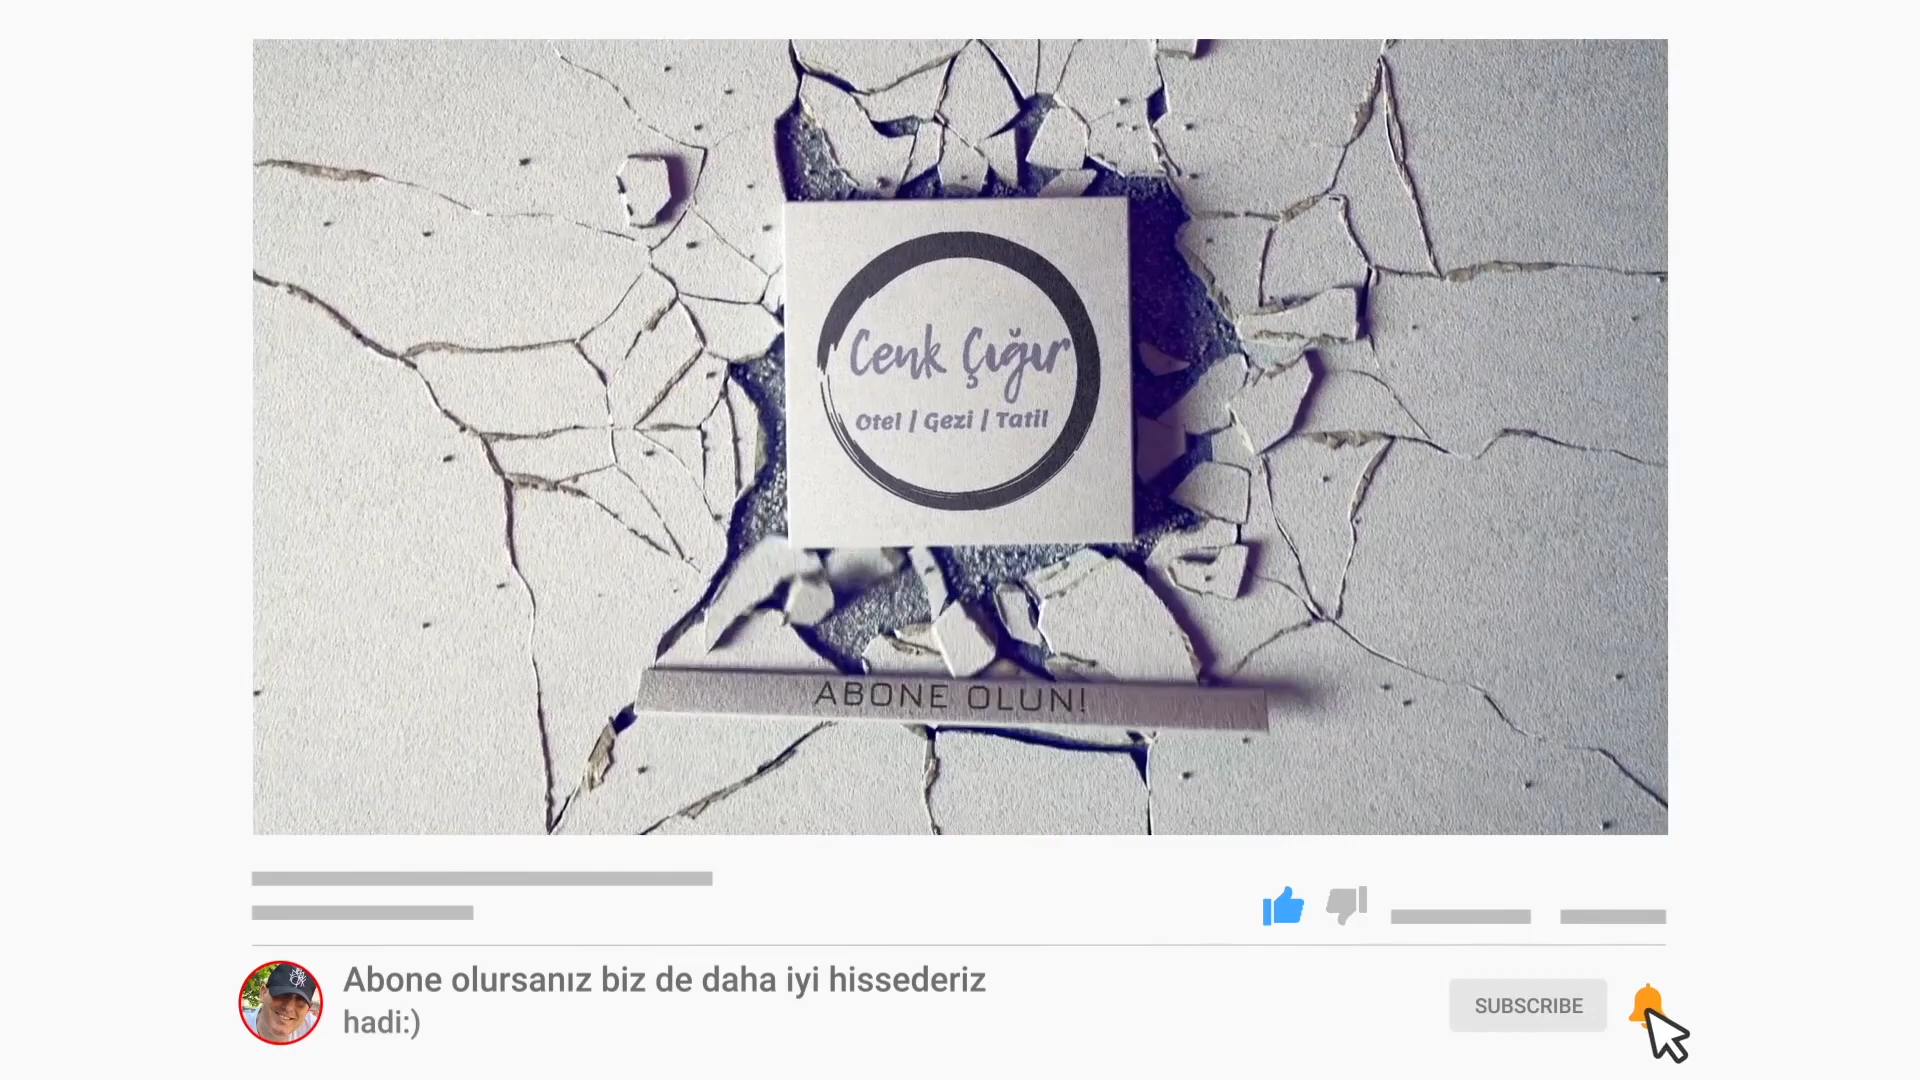 Cenk Çığır
Otel | Gezi | Tatil
ABONE OLUN!
Abone olursanız biz de daha iyi hissederiz
hadi:)
SUBSCRIBE